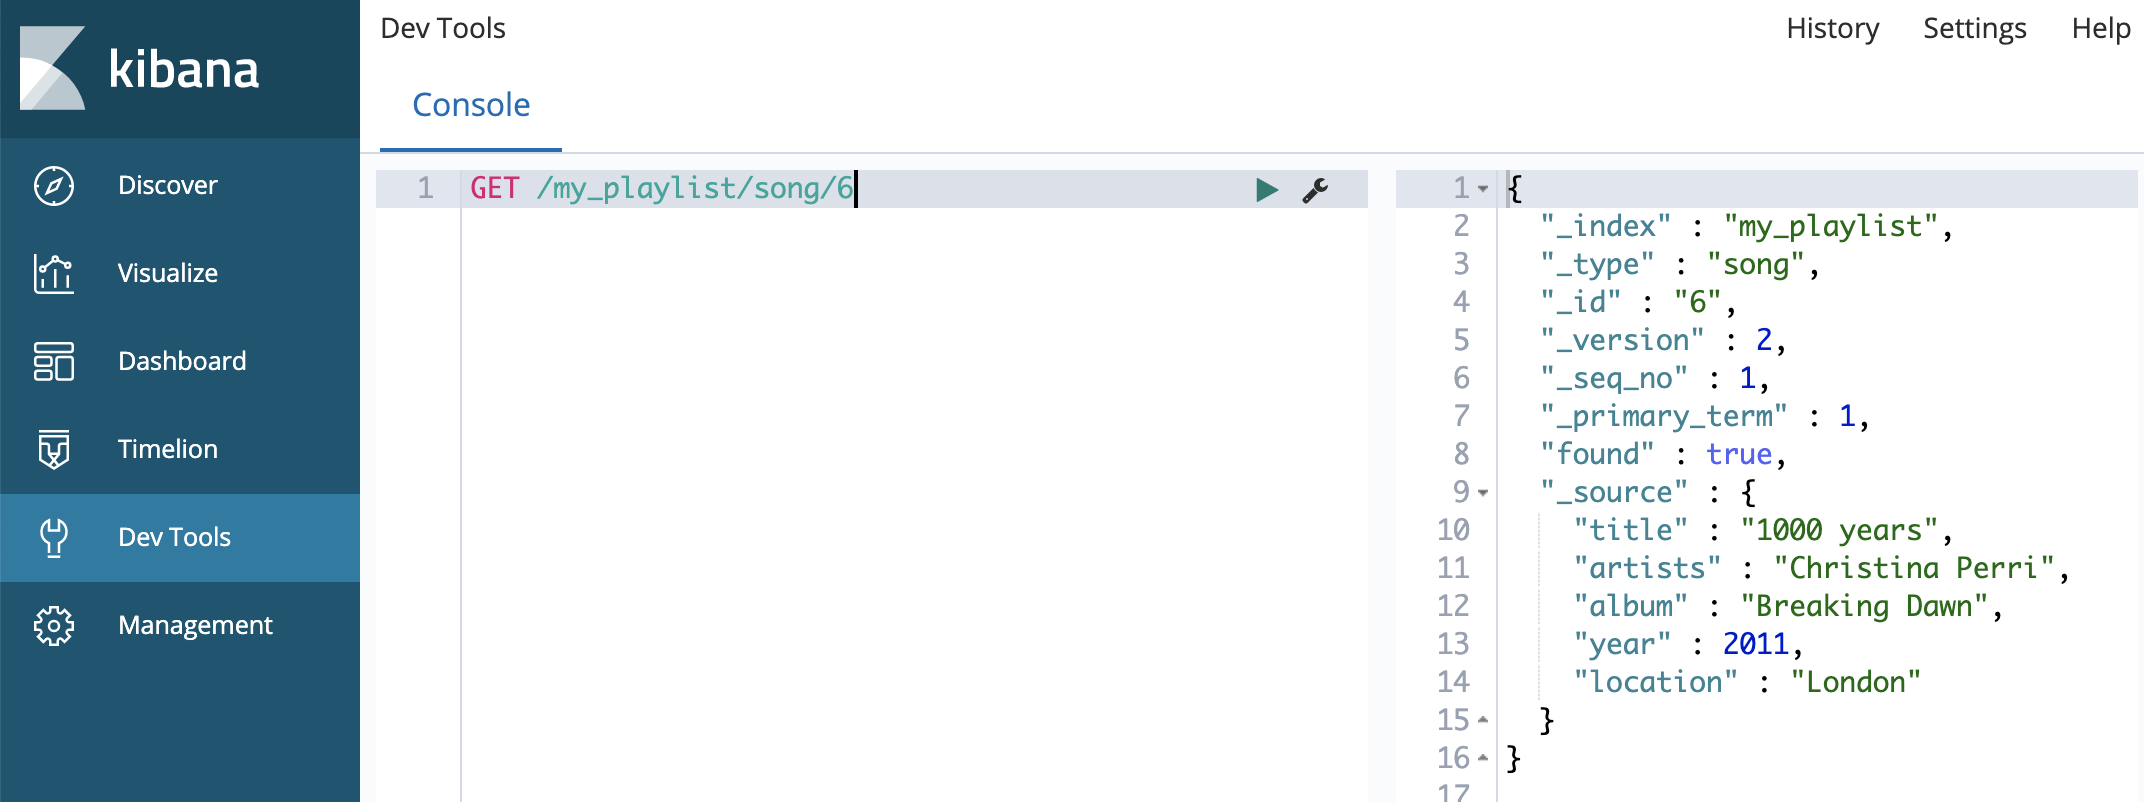 kibana
Discover
Visualize
Dashboard
Timelion
Dev Tools
Management
Dev Tools
History Settings Help
Console
1 GET /my_playlist/song/6
1 {
2 "_index" : "my_playlist",
3 "_type" : "song",
4 "_id" : "6",
5 "_version" : 2,
6 "_seq_no" : 1,
7 "_primary_term" : 1,
8 "found" : true,
9 "_source" : {
10 "title" : "1000 years",
11 "artists" : "Christina Perri",
12 "album" : "Breaking Dawn",
13 "year" : 2011,
14 "location" : "London"
15 }
16 }
17